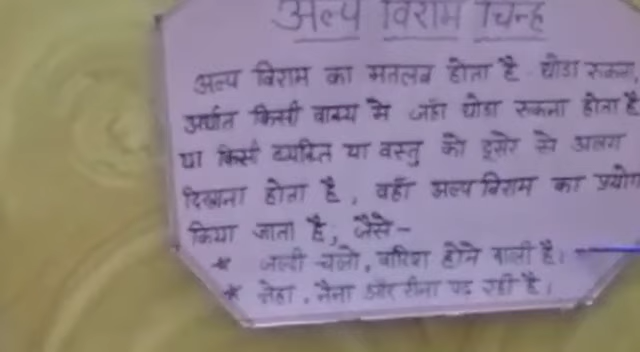 अल्प विराम चिन्ह
अल्प विराम का मतलब होता है - थोडा रुकना,
अर्थात किसी वाक्य मे जहाँ थोडा रुकना होता है
या किसी व्यक्ति या वस्तु को दूसरे से अलग
दिखाना होता है, वहाँ अल्प विराम का प्रयोग
किया जाता है, जैसे -
* जल्दी चलो, बारिश होने वाली है।
* नेहा, नैना और रीना पढ रही है।